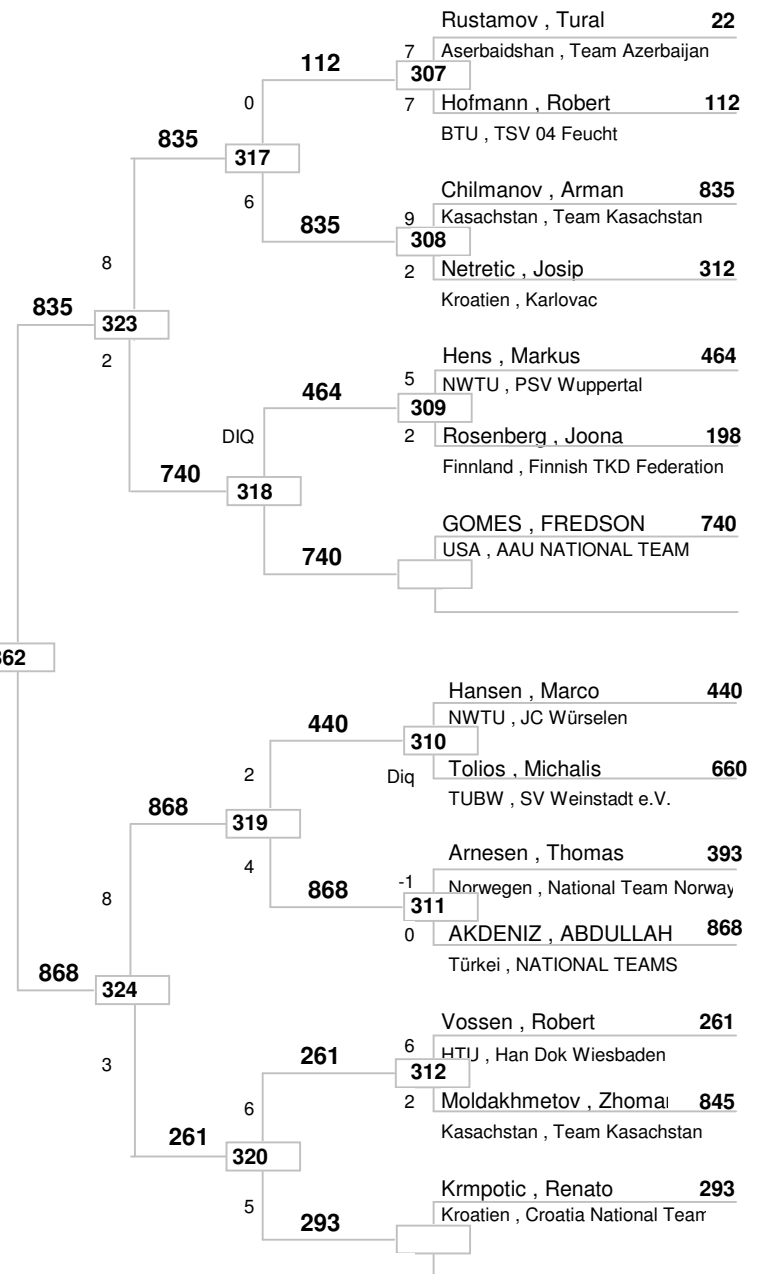 Rustamov , Tural 22
7 Aserbaidshan , Team Azerbaijan
112 307
0 7 Hofmann , Robert 112
BTU , TSV 04 Feucht
835 317
Chilmanov , Arman 835
6 9 Kasachstan , Team Kasachstan
835 308
8 2 Netretic , Josip 312
Kroatien , Karlovac
835 323
2 Hens , Markus 464
5 NWTU , PSV Wuppertal
464 309
DIQ 2 Rosenberg , Joona 198
Finnland , Finnish TKD Federation
740 318
GOMES , FREDSON 740
USA , AAU NATIONAL TEAM
740
62
Hansen , Marco 440
NWTU , JC Würselen
440 310
2 Diq Tolios , Michalis 660
TUBW , SV Weinstadt e.V.
868 319
4 Arnesen , Thomas 393
8 868 -1 Norwegen , National Team Norway
311
0 AKDENIZ , ABDULLAH 868
Türkei , NATIONAL TEAMS
868 324
Vossen , Robert 261
3 261 6 HTU , Han Dok Wiesbaden
312
6 2 Moldakhmetov , Zhomar 845
Kasachstan , Team Kasachstan
261 320
Krmpotic , Renato 293
5 Kroatien , Croatia National Team
293